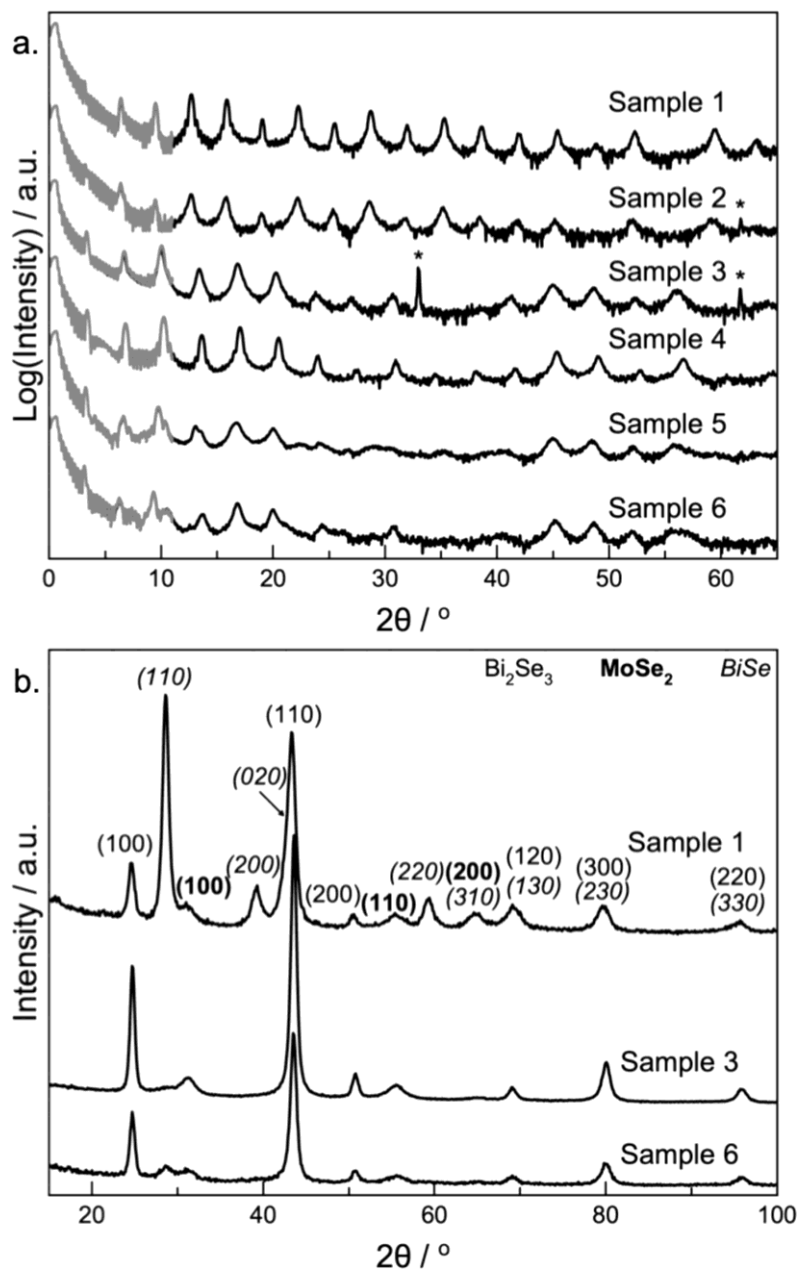 a.
Log(Intensity) / a.u.
Sample 1
Sample 2
*
Sample 3
*
*
Sample 4
Sample 5
Sample 6
0 10 20 30 40 50 60
2θ / °
b.
Intensity / a.u.
Bi₂Se₃ MoSe₂ BiSe
(110)
(110)
(020)
(100)
(100)
(200)
(200)
(110)
(220)
(200)
(310)
(120)
(130)
(300)
(230)
(220)
(330)
Sample 1
Sample 3
Sample 6
20 40 60 80 100
2θ / °